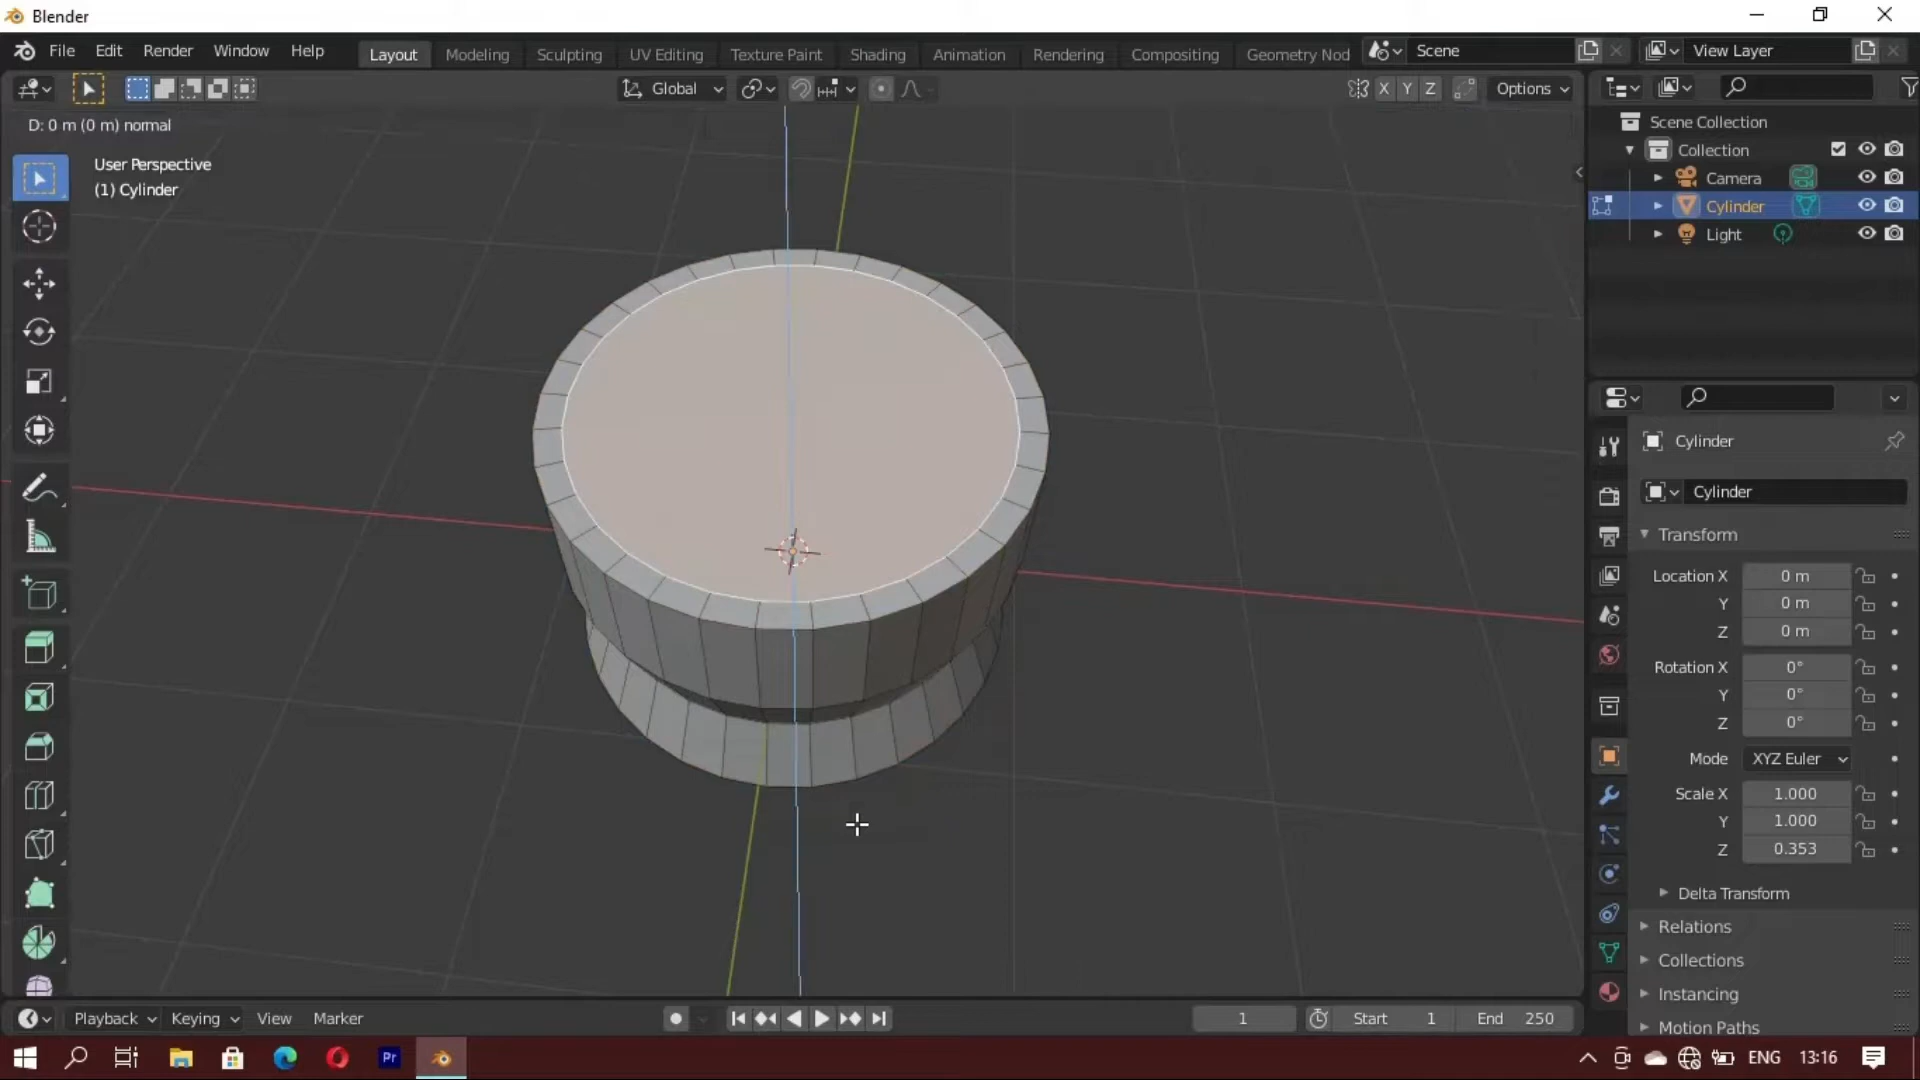 Blender
File Edit Render Window Help Layout Modeling Sculpting UV Editing Texture Paint Shading Animation Rendering Compositing Geometry Nod Scene View Layer
Global X Y Z Options
D: 0 m (0 m) normal
User Perspective
(1) Cylinder
Scene Collection
Collection
Camera
Cylinder
Light
Cylinder
Cylinder
Transform
Location X 0 m
Y 0 m
Z 0 m
Rotation X 0°
Y 0°
Z 0°
Mode XYZ Euler
Scale X 1.000
Y 1.000
Z 0.353
Delta Transform
Relations
Collections
Instancing
Motion Paths
Playback Keying View Marker 1 Start 1 End 250
Pr ENG 13:16